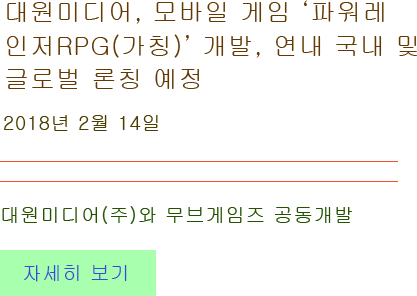 대원미디어, 모바일 게임 ‘파워레
인저RPG(가칭)’ 개발, 연내 국내 및
글로벌 론칭 예정
2018년 2월 14일
대원미디어(주)와 무브게임즈 공동개발
자세히 보기